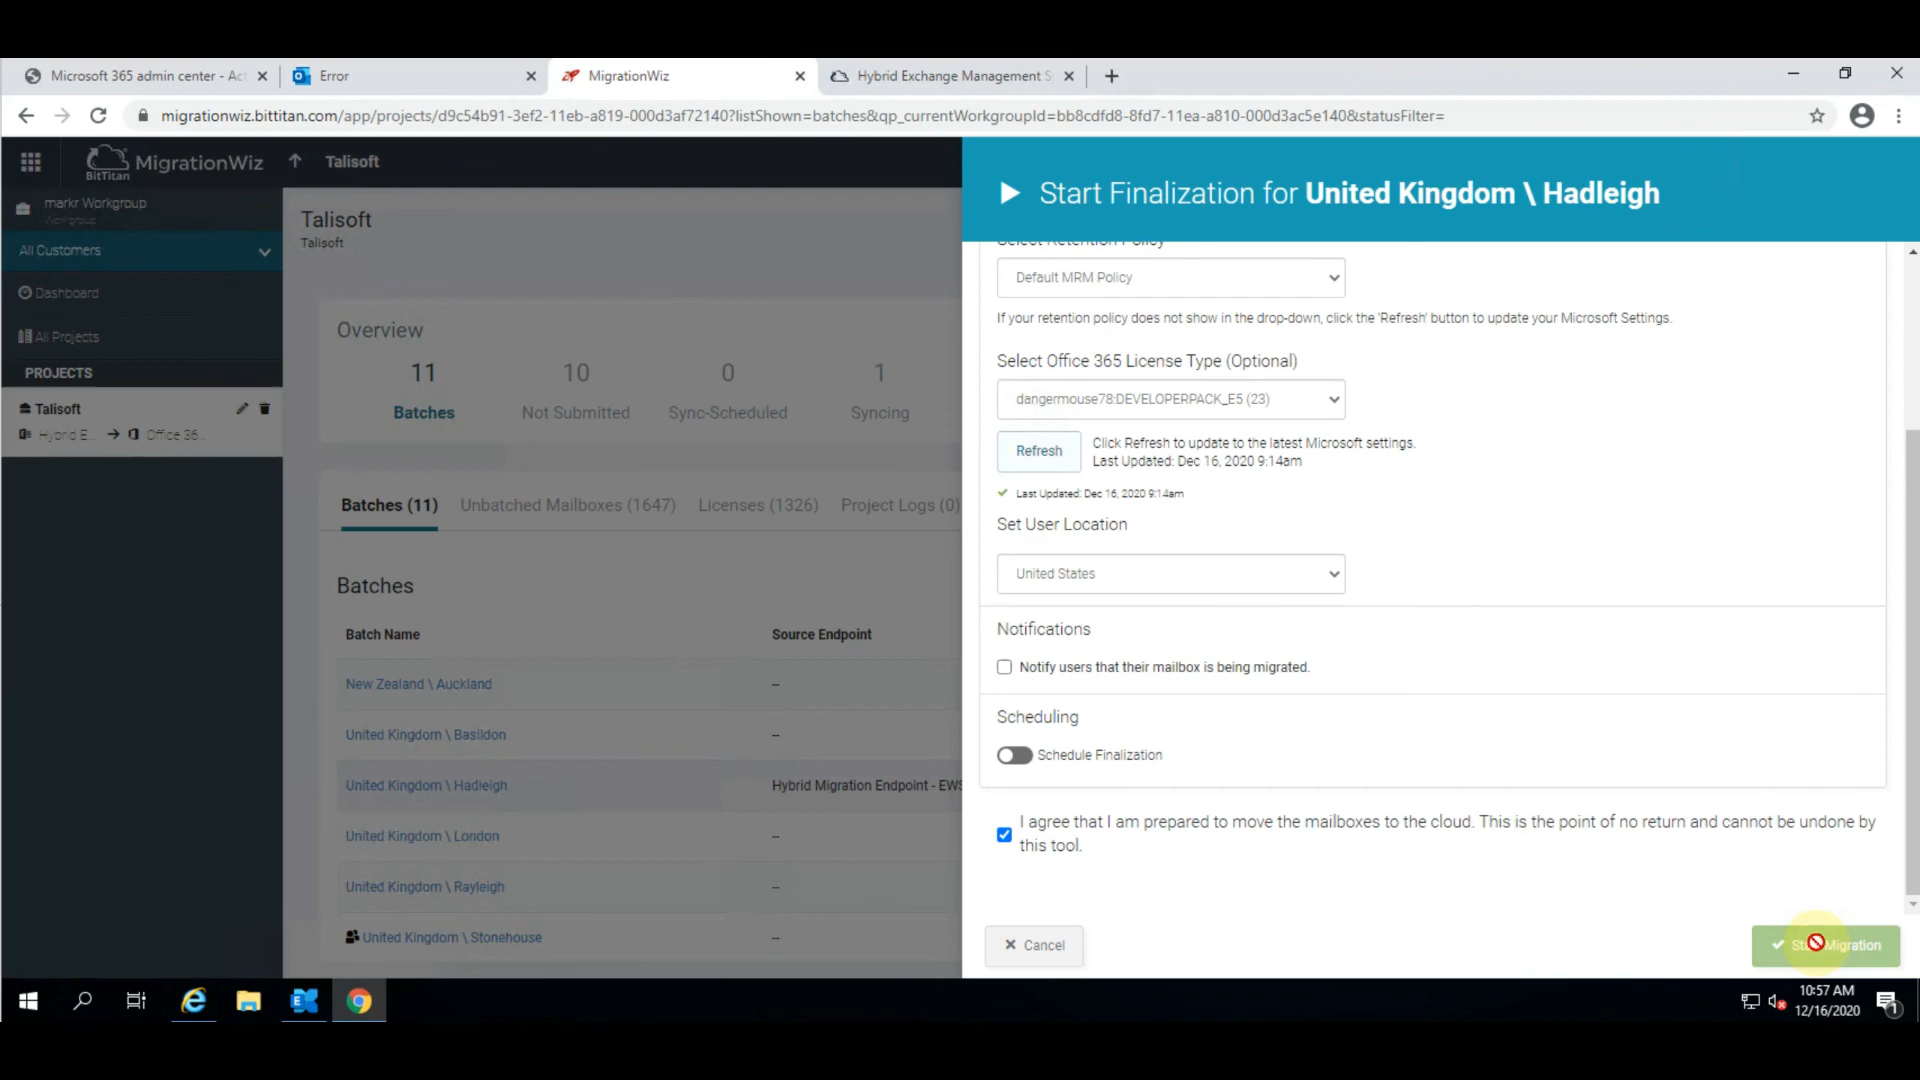 Microsoft 365 admin center - Act
Error
MigrationWiz
Hybrid Exchange Management S
migrationwiz.bittitan.com/app/projects/d9c54b91-3ef2-11eb-a819-000d3af72140?listShown=batches&qp_currentWorkgroupId=bb8cdfd8-8fd7-11ea-a810-000d3ac5e140&statusFilter=
BitTitan
MigrationWiz
Talisoft
Start Finalization for United Kingdom \ Hadleigh
markr Workgroup
Workgroup
All Customers
Dashboard
All Projects
PROJECTS
Talisoft
Hybrid E...
Office 36...
Talisoft
Talisoft
Overview
11
10
0
1
Batches
Not Submitted
Sync-Scheduled
Syncing
Batches (11)
Unbatched Mailboxes (1647)
Licenses (1326)
Project Logs (0)
Batches
Batch Name
Source Endpoint
New Zealand \ Auckland
--
United Kingdom \ Basildon
--
United Kingdom \ Hadleigh
Hybrid Migration Endpoint - EWS
United Kingdom \ London
--
United Kingdom \ Rayleigh
--
United Kingdom \ Stonehouse
--
Select Retention Policy
Default MRM Policy
If your retention policy does not show in the drop-down, click the 'Refresh' button to update your Microsoft Settings.
Select Office 365 License Type (Optional)
dangermouse78:DEVELOPERPACK_E5 (23)
Refresh
Click Refresh to update to the latest Microsoft settings.
Last Updated: Dec 16, 2020 9:14am
Last Updated: Dec 16, 2020 9:14am
Set User Location
United States
Notifications
Notify users that their mailbox is being migrated.
Scheduling
Schedule Finalization
I agree that I am prepared to move the mailboxes to the cloud. This is the point of no return and cannot be undone by
this tool.
Cancel
Start Migration
10:57 AM
12/16/2020
1